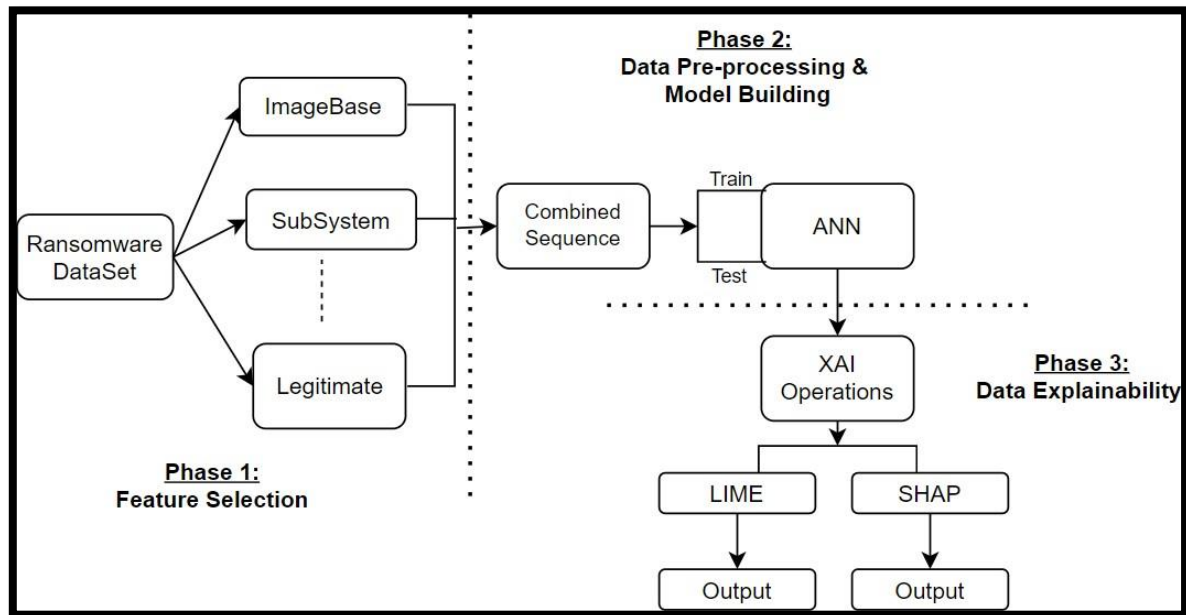 Phase 2:
Data Pre-processing &
Model Building
ImageBase
SubSystem
Ransomware
DataSet
Legitimate
Phase 1:
Feature Selection
Combined
Sequence
Train
ANN
Test
XAI
Operations
Phase 3:
Data Explainability
LIME
SHAP
Output
Output